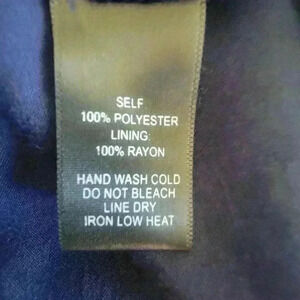 SELF
100% POLYESTER
LINING:
100% RAYON
HAND WASH COLD
DO NOT BLEACH
LINE DRY
IRON LOW HEAT